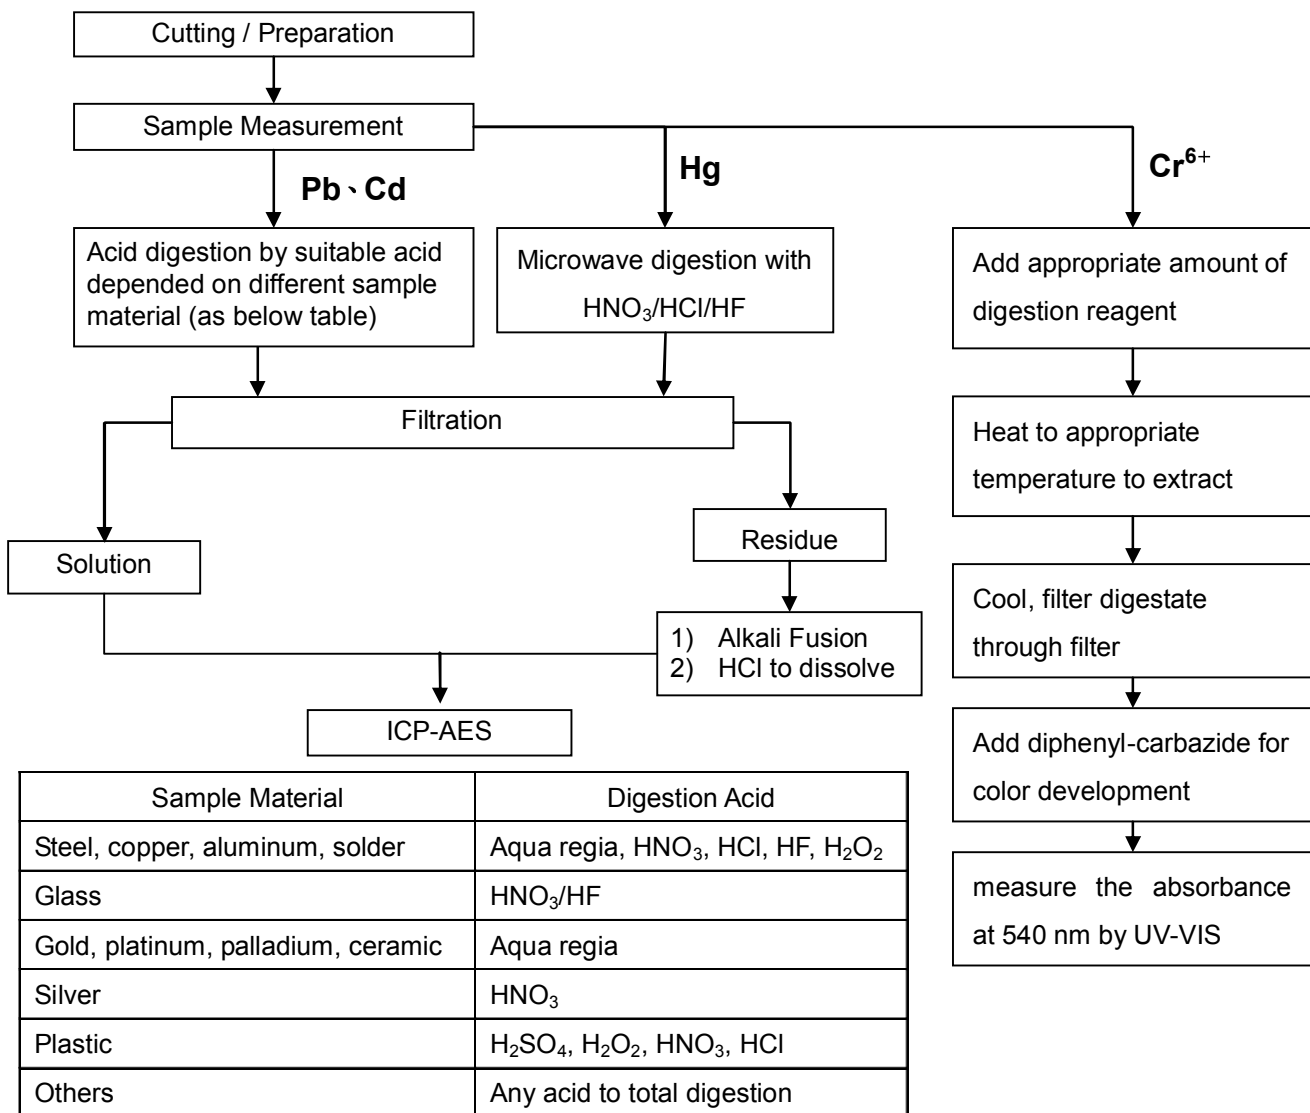 Cutting / Preparation
Sample Measurement
Pb、Cd
Hg
Cr⁶⁺
Acid digestion by suitable acid
depended on different sample
material (as below table)
Microwave digestion with
HNO₃/HCl/HF
Add appropriate amount of
digestion reagent
Filtration
Heat to appropriate
temperature to extract
Solution
Residue
Cool, filter digestate
through filter
1) Alkali Fusion
2) HCl to dissolve
ICP-AES
Add diphenyl-carbazide for
color development
measure the absorbance
at 540 nm by UV-VIS
Sample Material Digestion Acid
Steel, copper, aluminum, solder Aqua regia, HNO₃, HCl, HF, H₂O₂
Glass HNO₃/HF
Gold, platinum, palladium, ceramic Aqua regia
Silver HNO₃
Plastic H₂SO₄, H₂O₂, HNO₃, HCl
Others Any acid to total digestion